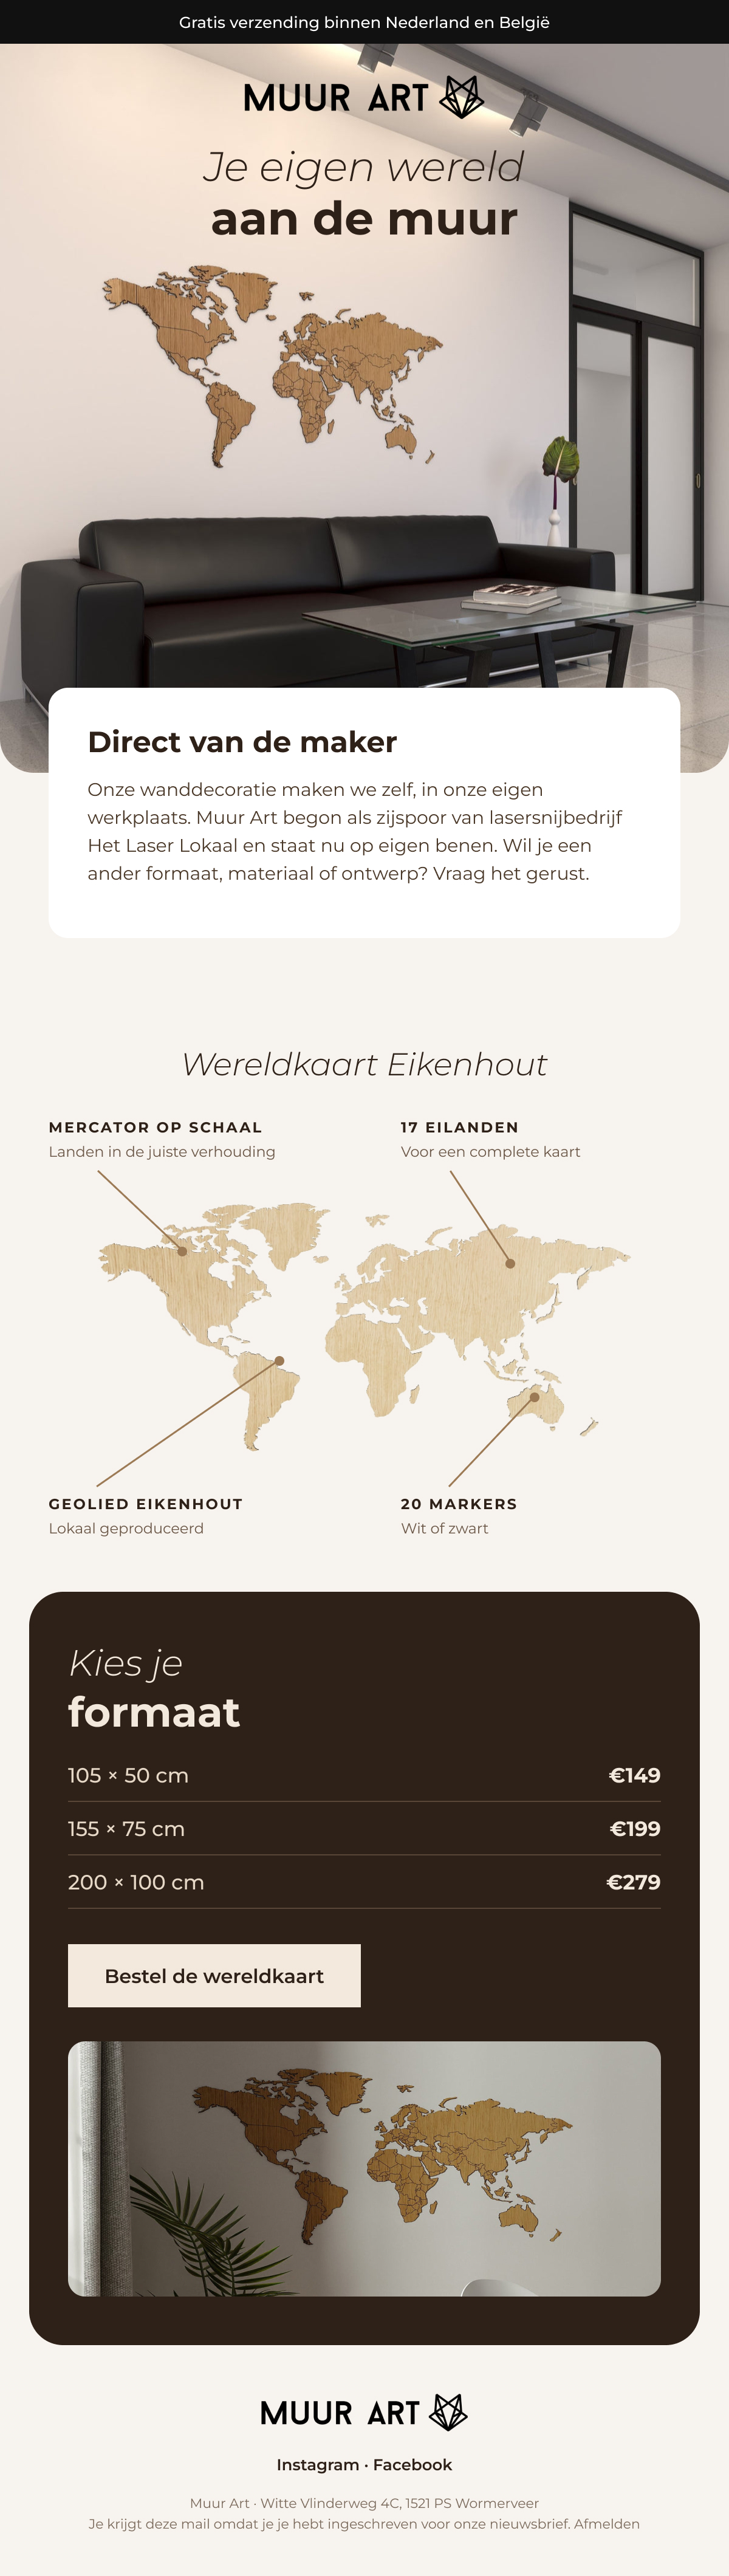 Gratis verzending binnen Nederland en België
MUUR ART
Je eigen wereld
aan de muur
Direct van de maker
Onze wanddecoratie maken we zelf, in onze eigen
werkplaats. Muur Art begon als zijspoor van lasersnijbedrijf
Het Laser Lokaal en staat nu op eigen benen. Wil je een
ander formaat, materiaal of ontwerp? Vraag het gerust.
Wereldkaart Eikenhout
MERCATOR OP SCHAAL
Landen in de juiste verhouding
17 EILANDEN
Voor een complete kaart
GEOLIED EIKENHOUT
Lokaal geproduceerd
20 MARKERS
Wit of zwart
Kies je
formaat
105 × 50 cm €149
155 × 75 cm €199
200 × 100 cm €279
Bestel de wereldkaart
MUUR ART
Instagram · Facebook
Muur Art · Witte Vlinderweg 4C, 1521 PS Wormerveer
Je krijgt deze mail omdat je je hebt ingeschreven voor onze nieuwsbrief. Afmelden